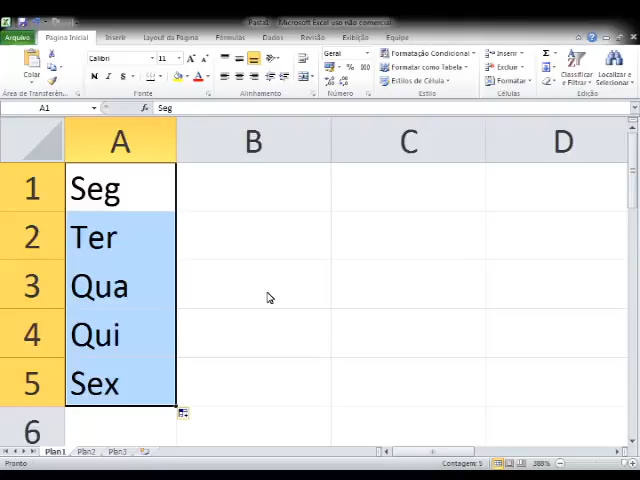 Pasta1 - Microsoft Excel uso não comercial
Arquivo Página Inicial Inserir Layout da Página Fórmulas Dados Revisão Exibição Equipe
Colar
Calibri 11
N I S
Geral
Formatação Condicional
Formatar como Tabela
Estilos de Célula
Inserir
Excluir
Formatar
Classificar e Filtrar
Localizar e Selecionar
Área de Transferên... Fonte Alinhamento Número Estilo Células Edição
A1 fx Seg
A B C D
1 Seg
2 Ter
3 Qua
4 Qui
5 Sex
6
Plan1 Plan2 Plan3
Pronto Contagem: 5 388%